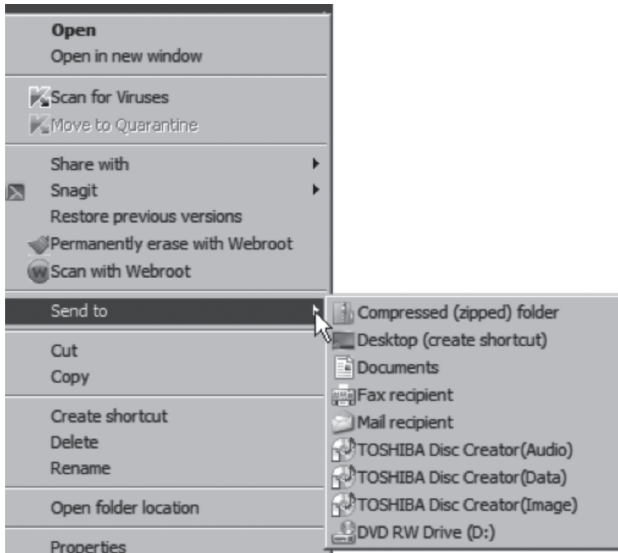 Open
Open in new window
Scan for Viruses
Move to Quarantine
Share with
Snagit
Restore previous versions
Permanently erase with Webroot
Scan with Webroot
Send to
Cut
Copy
Create shortcut
Delete
Rename
Open folder location
Properties
Compressed (zipped) folder
Desktop (create shortcut)
Documents
Fax recipient
Mail recipient
TOSHIBA Disc Creator(Audio)
TOSHIBA Disc Creator(Data)
TOSHIBA Disc Creator(Image)
DVD RW Drive (D:)